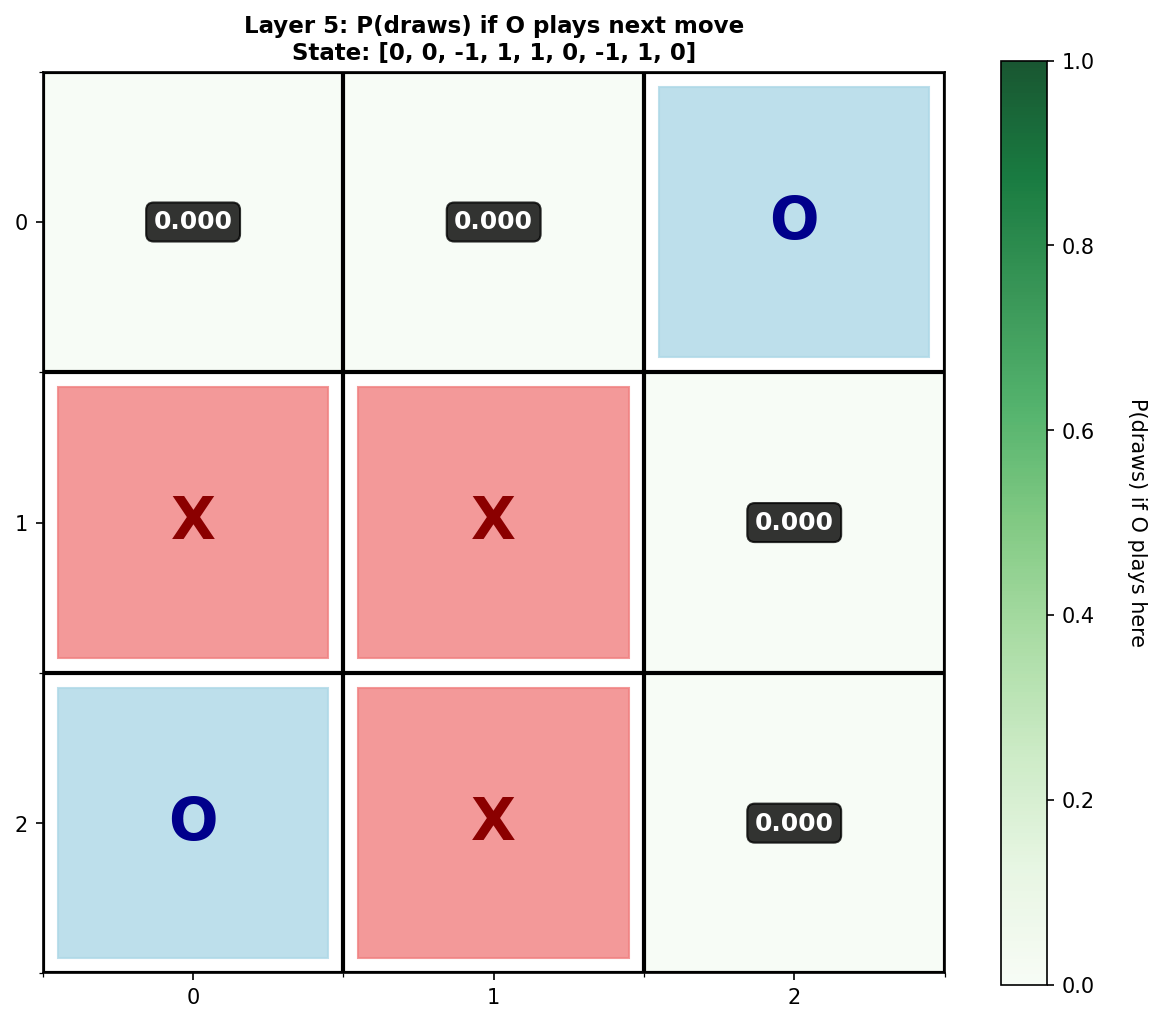 Layer 5: P(draws) if O plays next move
State: [0, 0, -1, 1, 1, 0, -1, 1, 0]
0
0.000
0.000
O
1
X
X
0.000
2
O
X
0.000
0
1
2
1.0
0.8
0.6
0.4
0.2
0.0
P(draws) if O plays here